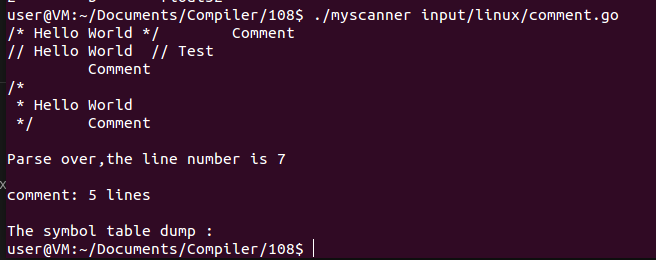 user@VM:~/Documents/Compiler/108$ ./myscanner input/linux/comment.go
/* Hello World */         Comment
// Hello World  // Test
          Comment
/*
 * Hello World
 */       Comment

Parse over,the line number is 7

x
comment: 5 lines

The symbol table dump :
user@VM:~/Documents/Compiler/108$